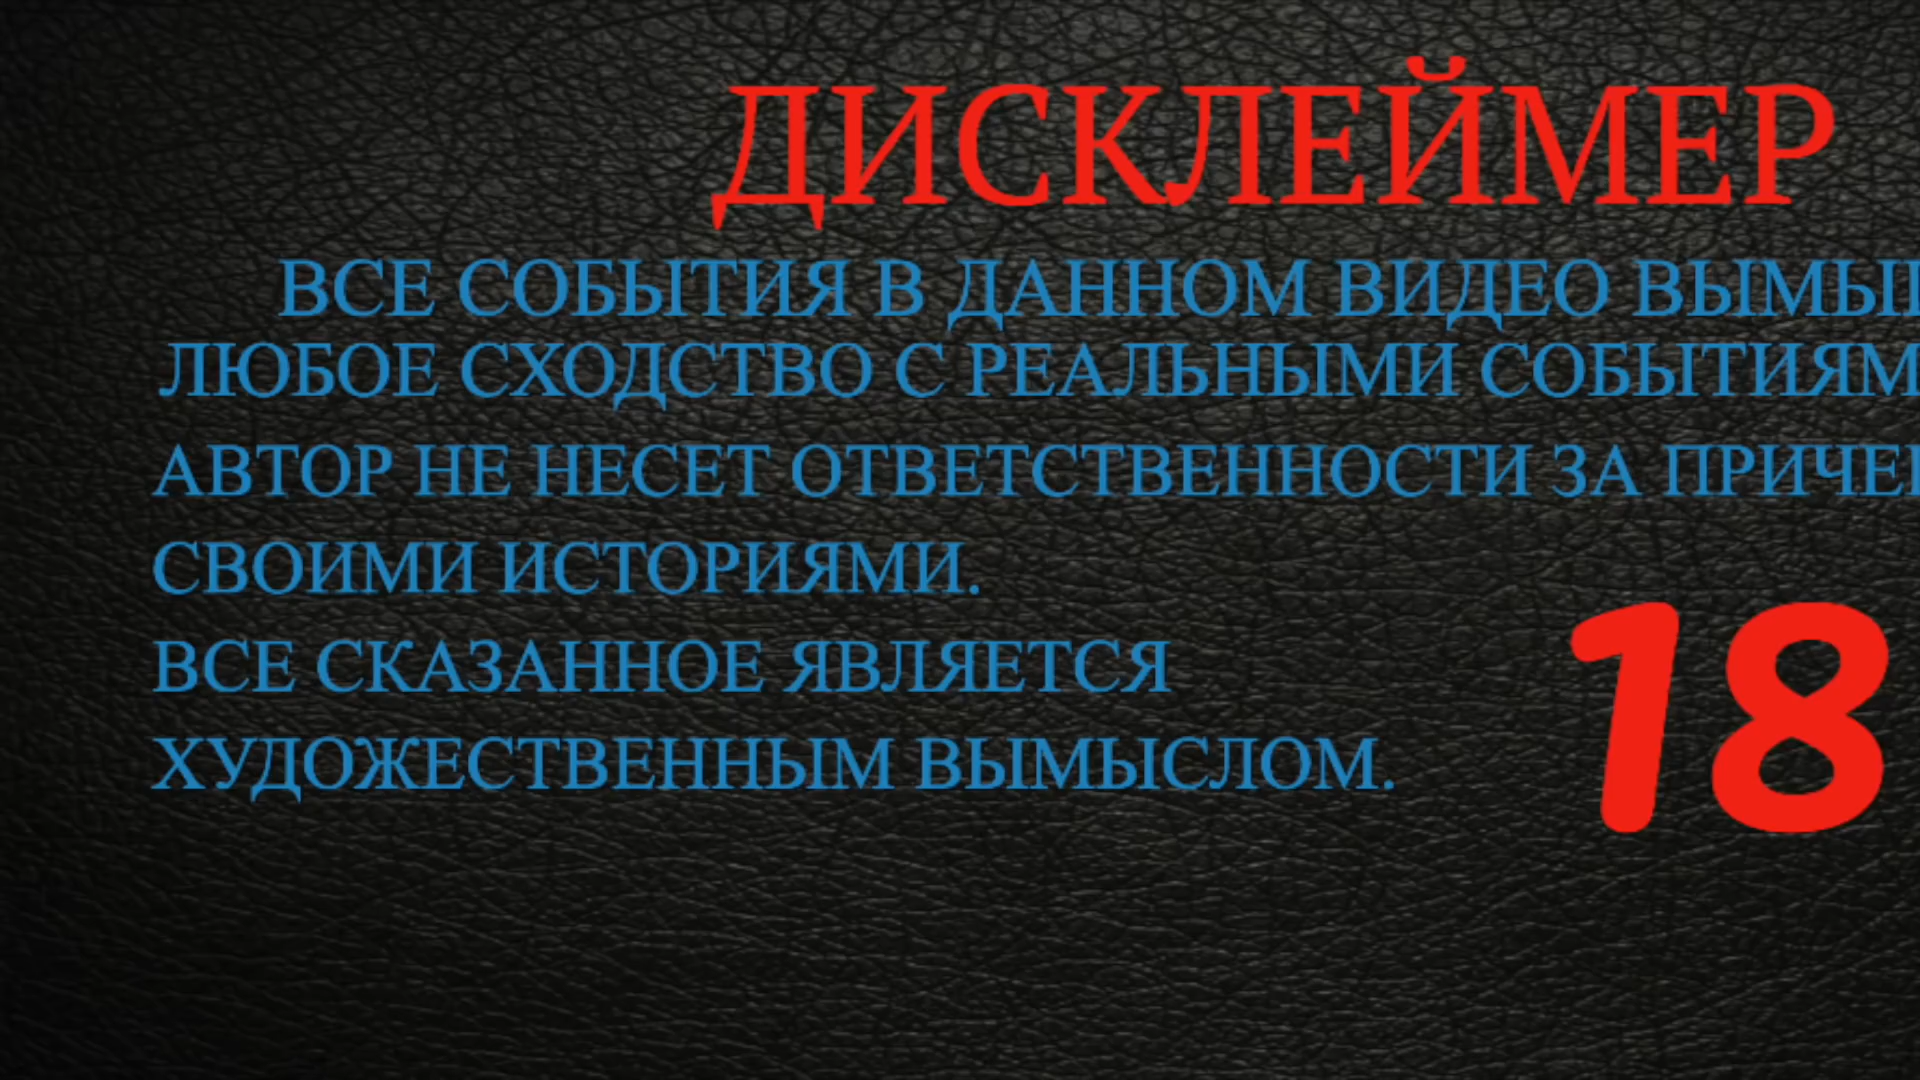 ДИСКЛЕЙМЕР
ВСЕ СОБЫТИЯ В ДАННОМ ВИДЕО
ЛЮБОЕ СХОДСТВО С РЕАЛЬНЫМИ СОБЫТИЯМ
АВТОР НЕ НЕСЕТ ОТВЕТСТВЕННОСТИ ЗА
СВОИМИ ИСТОРИЯМИ.
ВСЕ СКАЗАННОЕ ЯВЛЯЕТСЯ
ХУДОЖЕСТВЕННЫМ ВЫМЫСЛОМ.
18